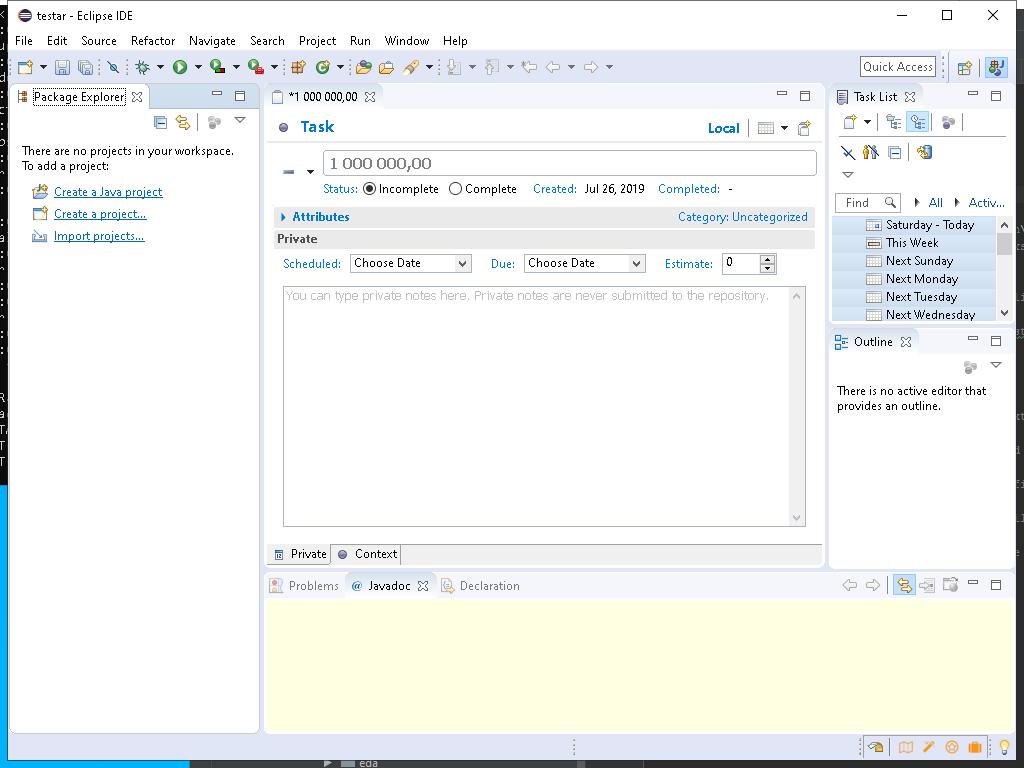 testar - Eclipse IDE
File Edit Source Refactor Navigate Search Project Run Window Help
Quick Access
Package Explorer
There are no projects in your workspace.
To add a project:
Create a Java project
Create a project...
Import projects...
*1 000 000,00
Task
Local
1 000 000,00
Status: Incomplete Complete Created: Jul 26, 2019 Completed: -
Attributes
Category: Uncategorized
Private
Scheduled: Choose Date Due: Choose Date Estimate: 0
You can type private notes here. Private notes are never submitted to the repository.
Private Context
Task List
Find All Activ...
Saturday - Today
This Week
Next Sunday
Next Monday
Next Tuesday
Next Wednesday
Outline
There is no active editor that
provides an outline.
Problems @ Javadoc Declaration
eda